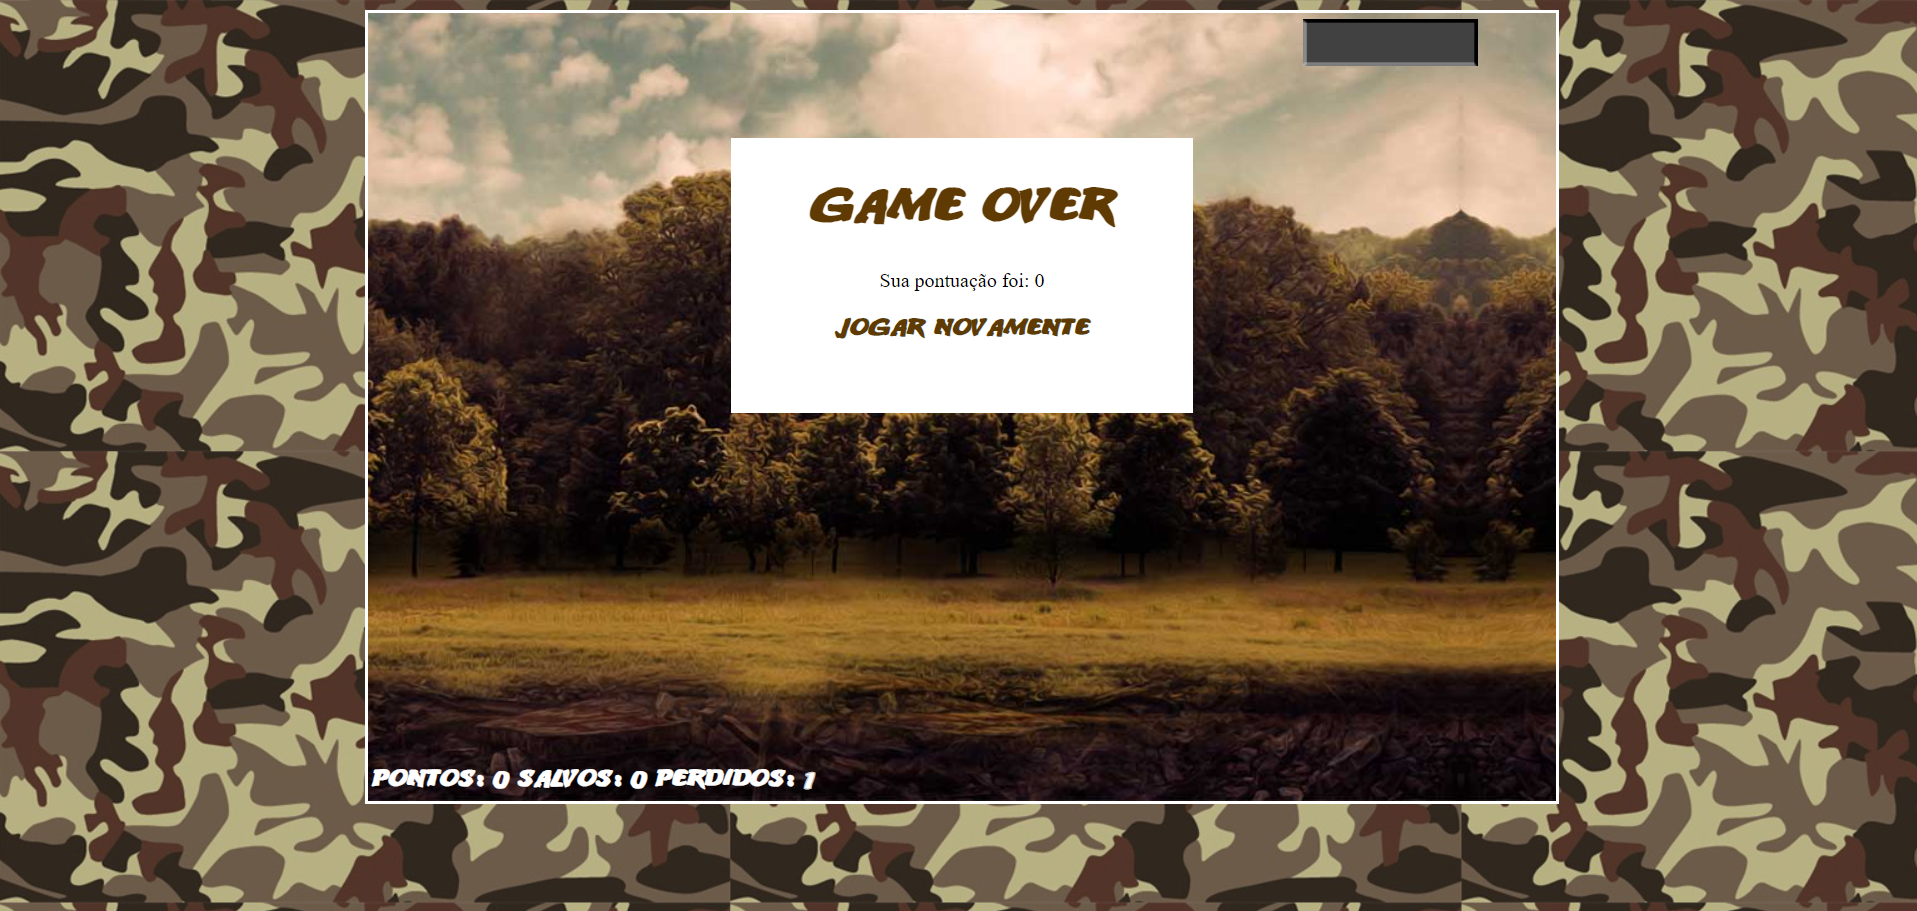 GAME OVER
Sua pontuação foi: 0
JOGAR NOVAMENTE
PONTOS: 0 SALVOS: 0 PERDIDOS: 1